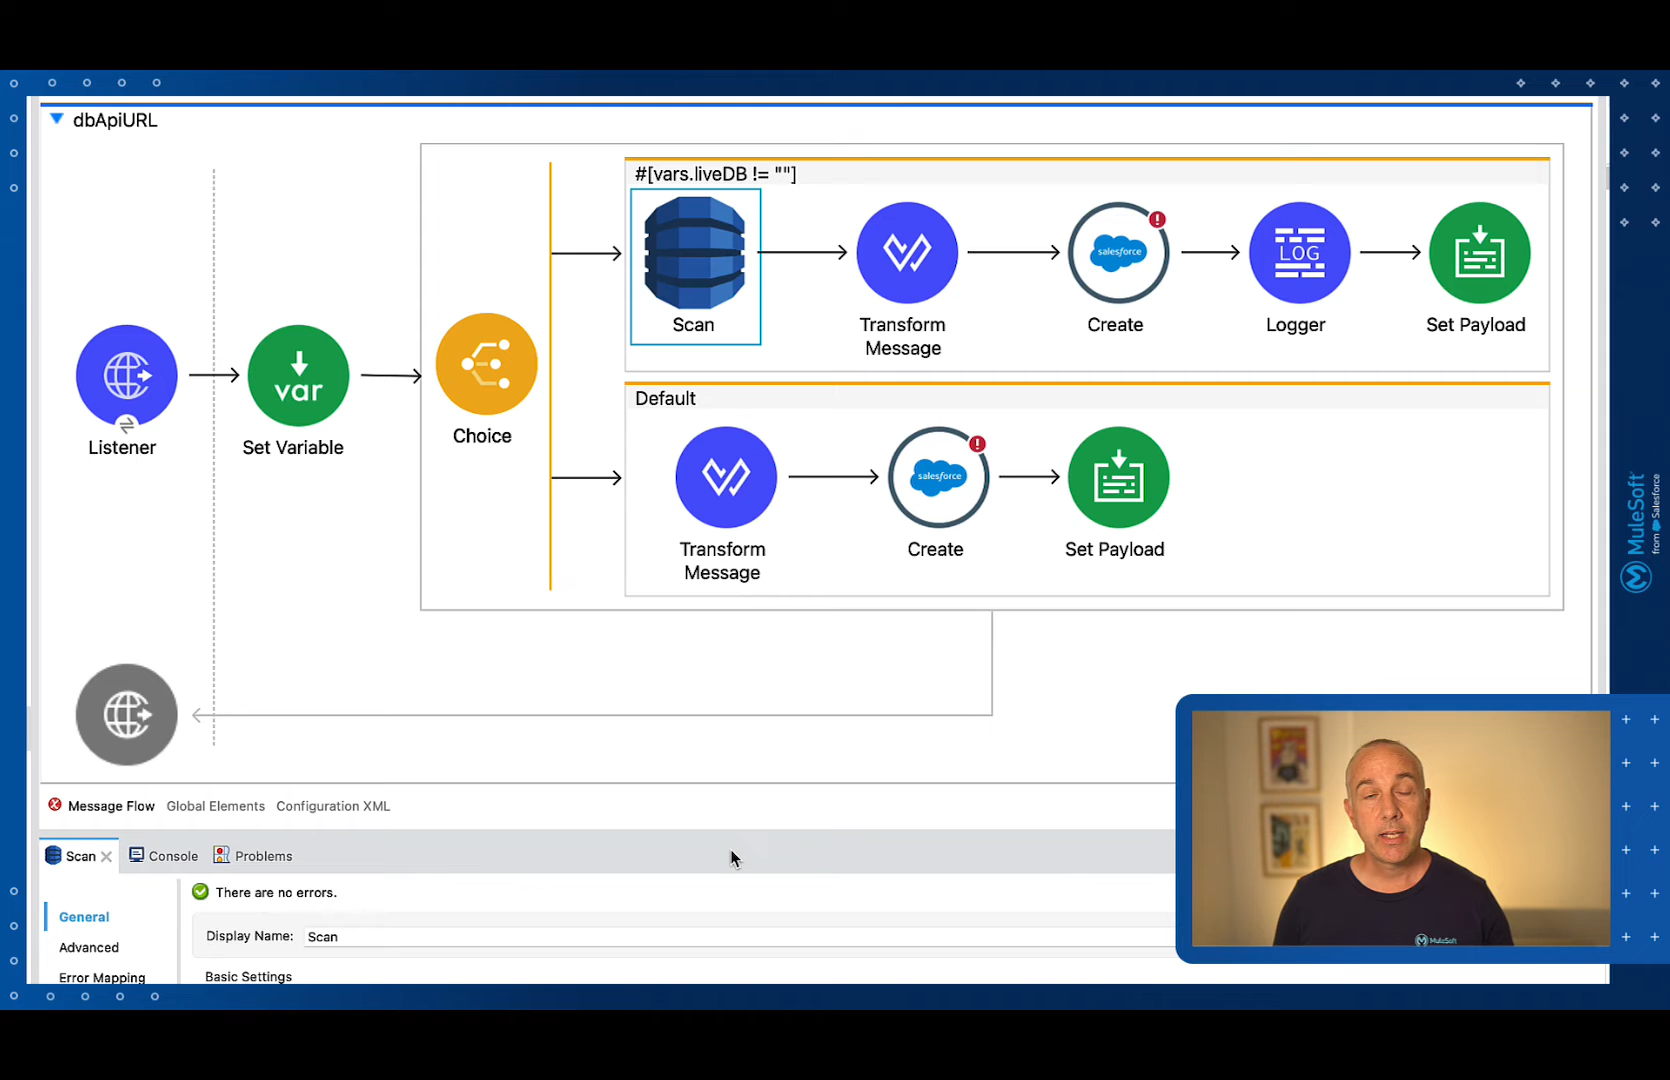 dbApiURL
#[vars.liveDB != ""]
Scan
Transform
Message
salesforce
Create
LOG
Logger
Set Payload
Listener
var
Set Variable
Choice
Default
Transform
Message
salesforce
Create
Set Payload
MuleSoft
from Salesforce
Message Flow
Global Elements
Configuration XML
Scan
Console
Problems
General
Advanced
Error Mapping
There are no errors.
Display Name:
Scan
Basic Settings
MuleSoft